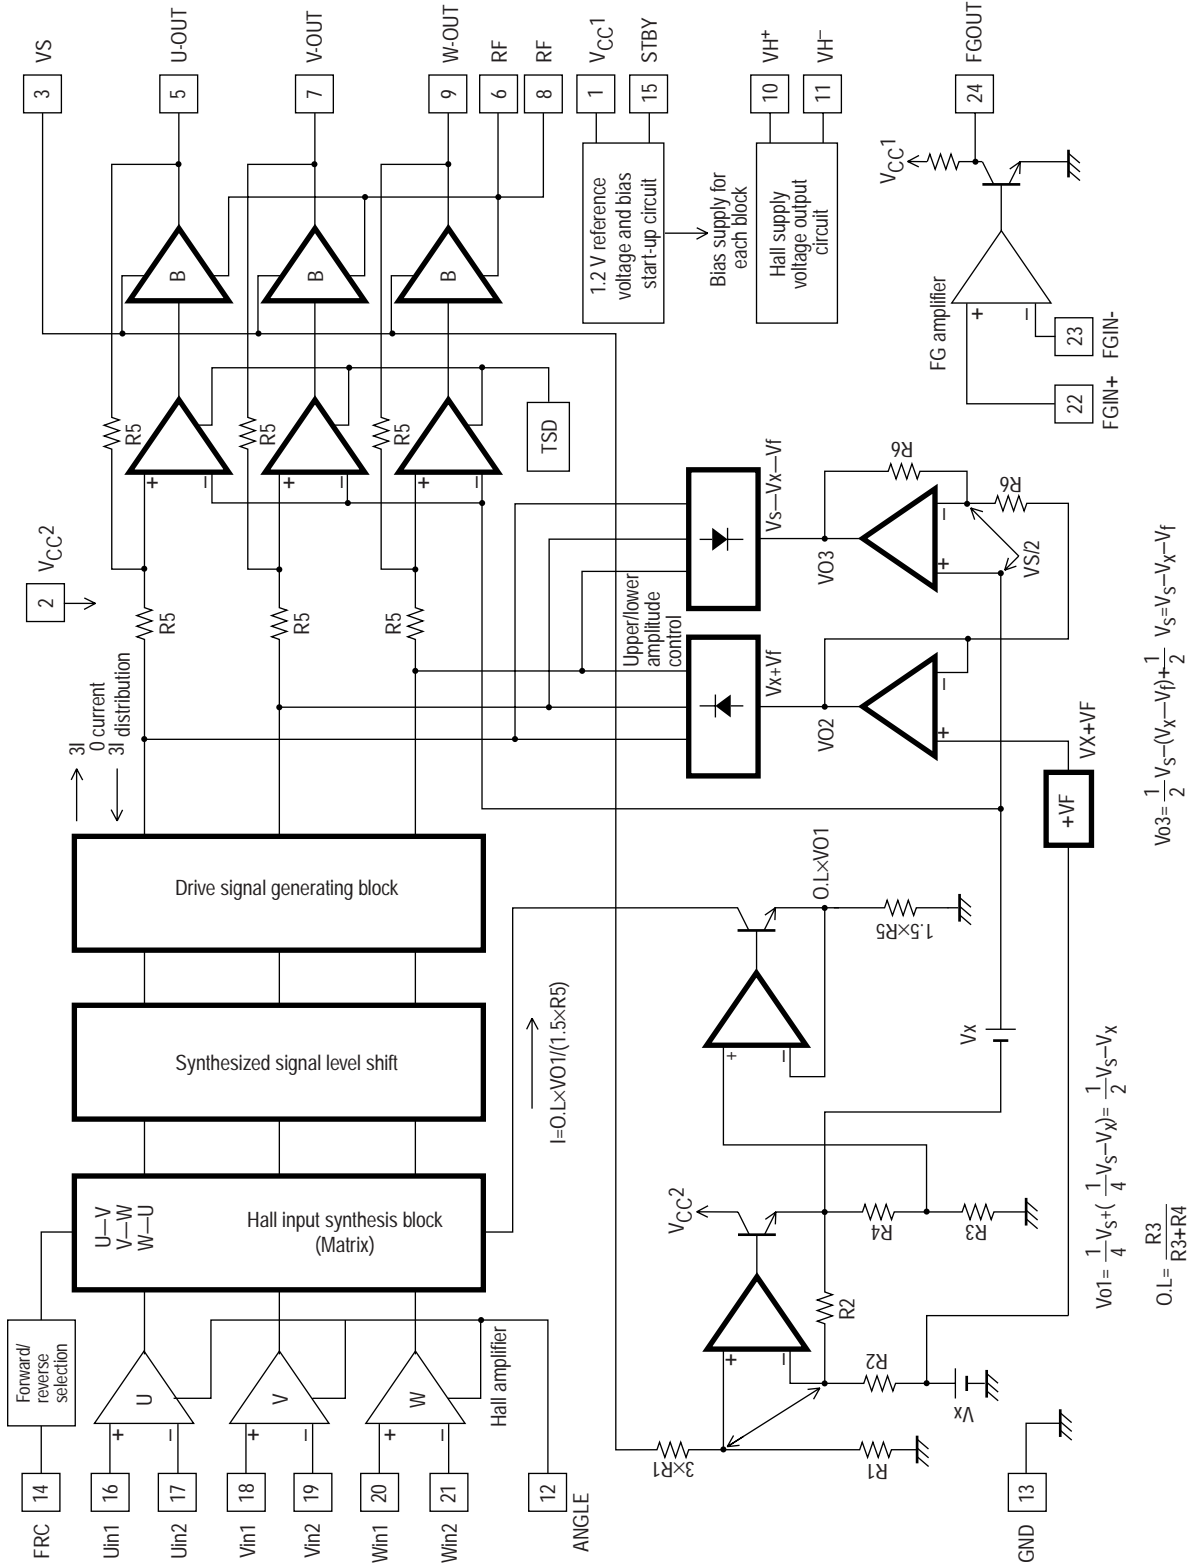 VS
3
U-OUT
5
V-OUT
7
W-OUT
9
RF
6
RF
8
VCC1
1
STBY
15
VH+
10
VH−
11
FGOUT
24
VCC1
B
B
B
1.2 V reference
voltage and bias
start-up circuit
Bias supply for
each block
Hall supply
voltage output
circuit
FG amplifier
+
−
23
FGIN-
22
FGIN+
R5
R5
R5
+
−
+
−
+
−
TSD
VCC2
2
R5
R5
R5
3I
0 current
distribution
3I
Upper/lower
amplitude
control
Vs—Vx—Vf
Vx+Vf
VO3
R6
R6
+
−
VS/2
VO2
+
−
VX+VF
+VF
Vo3= 1/2 Vs—(Vx—Vf)+ 1/2 Vs=Vs—Vx—Vf
Drive signal generating block
Synthesized signal level shift
Hall input synthesis block
(Matrix)
U—V
V—W
W—U
I=O.L×VO1/(1.5×R5)
O.L×VO1
1.5×R5
+
−
Vx
VCC2
R4
R3
R2
R2
+
−
Vx
3×R1
R1
Vo1= 1/4 Vs+( 1/4 Vs—Vx)= 1/2 Vs—Vx
O.L= R3/R3+R4
Forward/
reverse
selection
U
V
W
+
−
+
−
+
−
Hall amplifier
14
FRC
16
Uin1
17
Uin2
18
Vin1
19
Vin2
20
Win1
21
Win2
12
ANGLE
13
GND